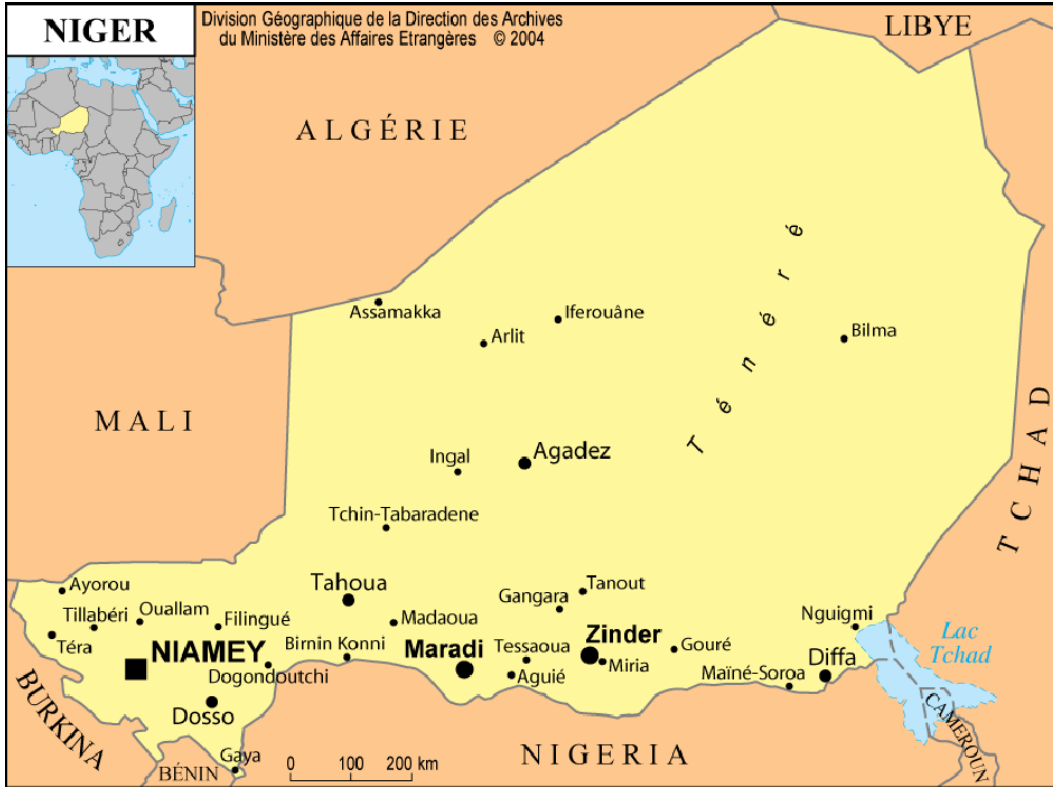 NIGER
Division Géographique de la Direction des Archives
du Ministère des Affaires Etrangères © 2004
LIBYE
ALGÉRIE
Ténéré
Assamakka
Iferouâne
Arlit
Bilma
MALI
TCHAD
Agadez
Ingal
Tchin-Tabaradene
Ayorou
Tahoua
Tanout
Gangara
Tillabéri
Ouallam
Filingué
Madaoua
Nguigmi
Téra
NIAMEY
Birnin Konni
Maradi
Tessaoua
Zinder
Gouré
Lac
Tchad
Dogondoutchi
Aguié
Miria
Maïné-Soroa
Diffa
BURKINA
Dosso
CAMEROUN
Gaya
BÉNIN
NIGERIA
0 100 200 km